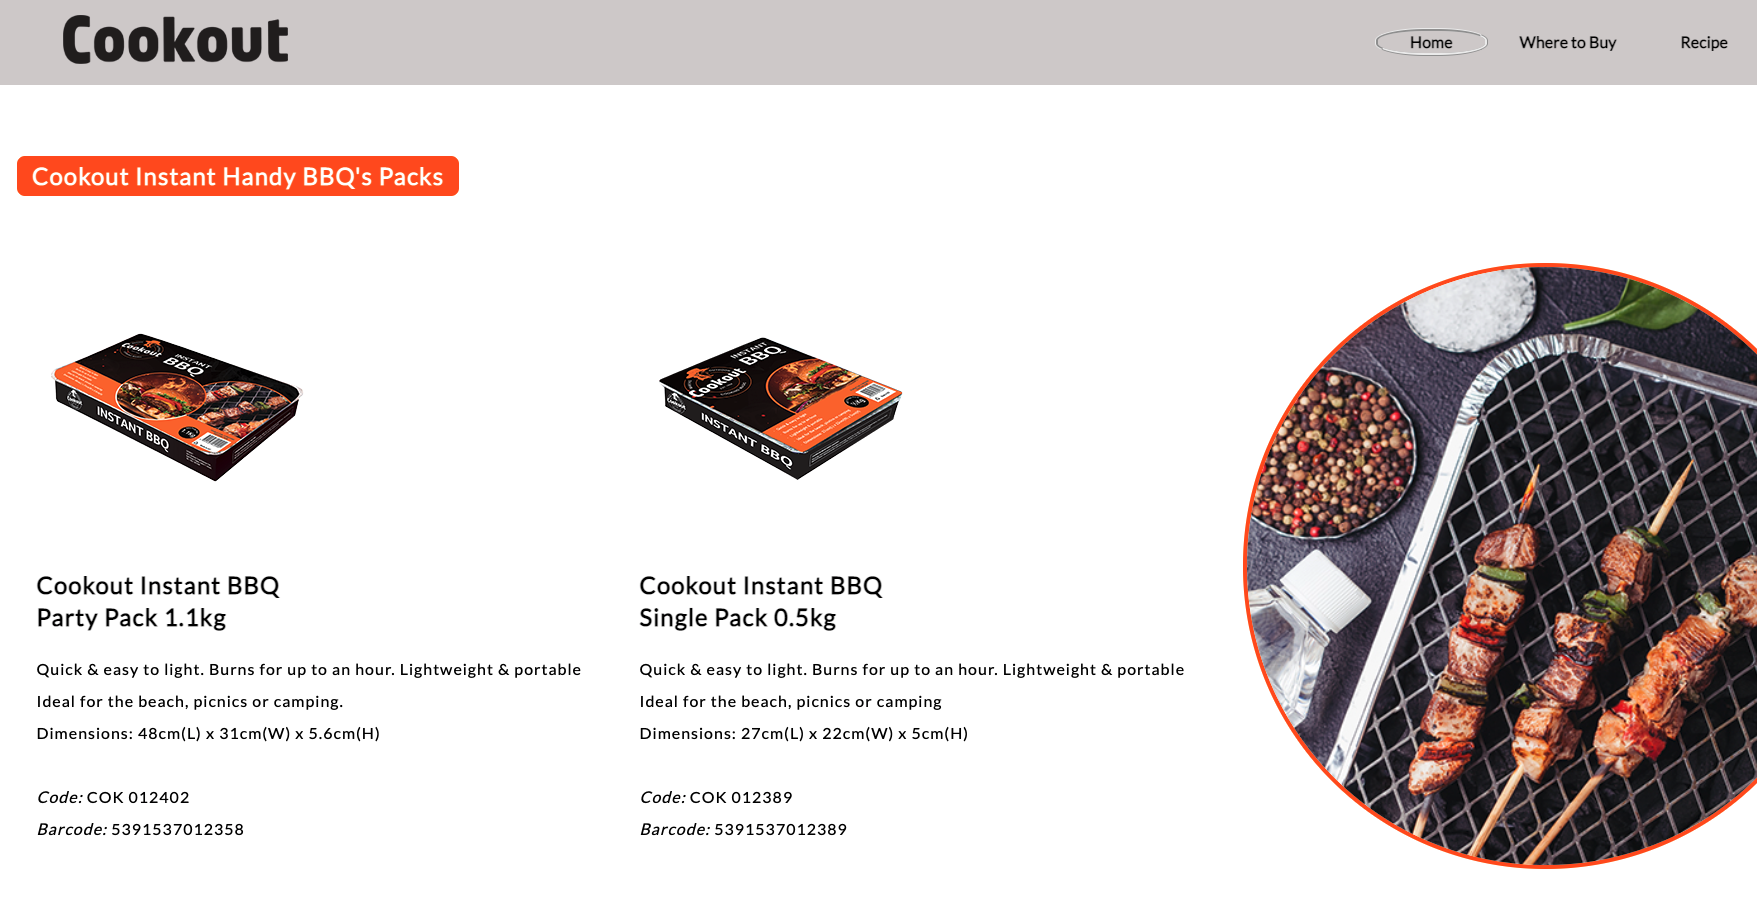 Cookout
Home
Where to Buy
Recipe
Cookout Instant Handy BBQ's Packs
Cookout
INSTANT
BBQ
INSTANT BBQ
1.1KG
Cookout
INSTANT
BBQ
INSTANT BBQ
Cookout Instant BBQ
Party Pack 1.1kg
Quick & easy to light. Burns for up to an hour. Lightweight & portable
Ideal for the beach, picnics or camping.
Dimensions: 48cm(L) x 31cm(W) x 5.6cm(H)
Code: COK 012402
Barcode: 5391537012358
Cookout Instant BBQ
Single Pack 0.5kg
Quick & easy to light. Burns for up to an hour. Lightweight & portable
Ideal for the beach, picnics or camping
Dimensions: 27cm(L) x 22cm(W) x 5cm(H)
Code: COK 012389
Barcode: 5391537012389